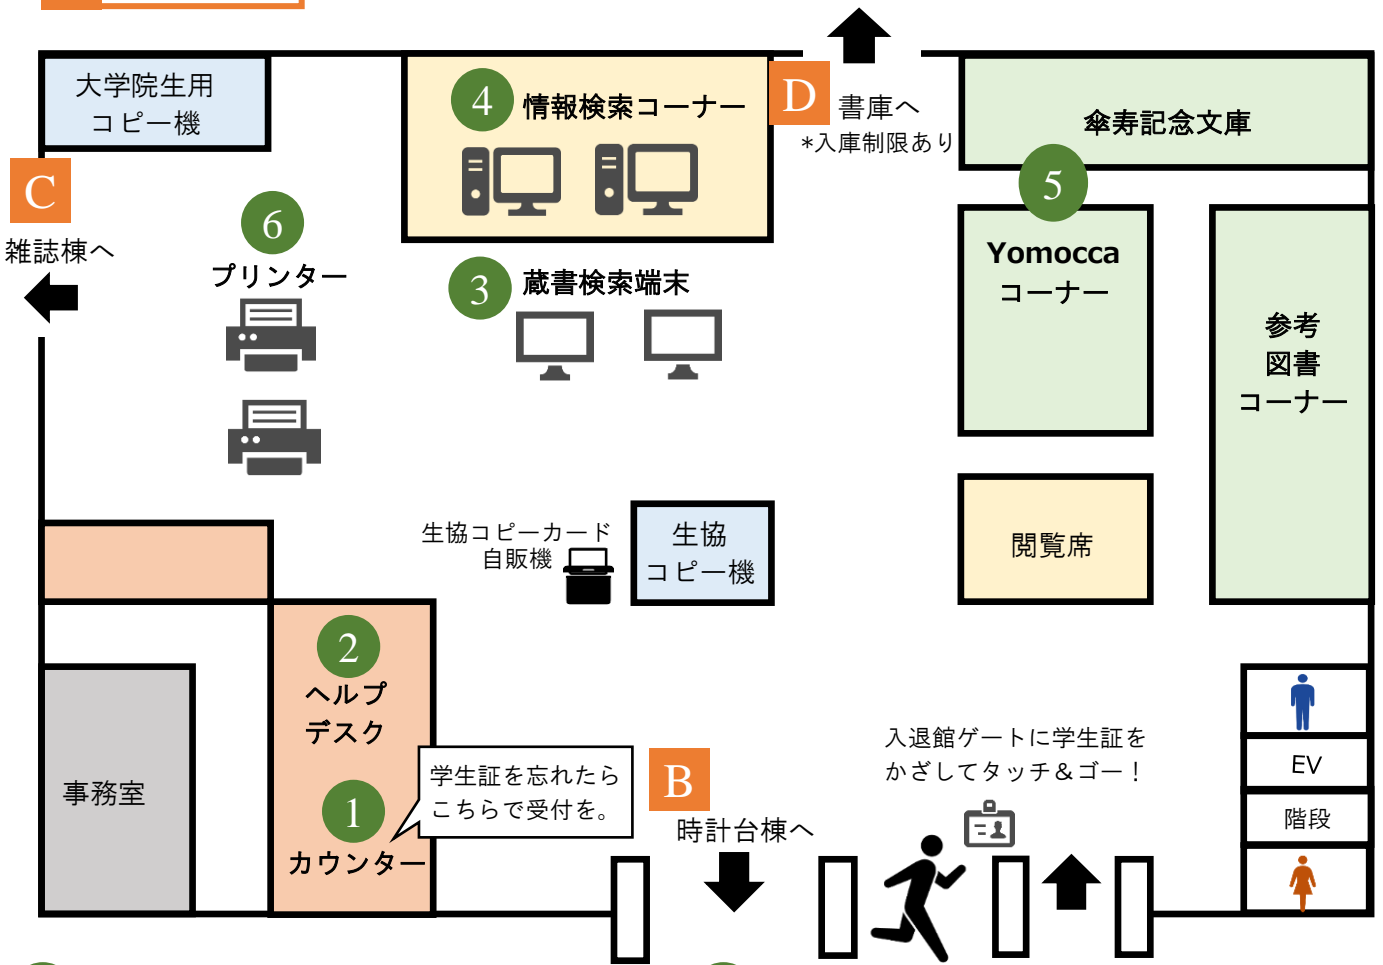 大学院生用
コピー機
4 情報検索コーナー
D 書庫へ
*入庫制限あり
傘寿記念文庫
C
雑誌棟へ
6
プリンター
3 蔵書検索端末
5
Yomocca
コーナー
参考
図書
コーナー
生協コピーカード
自販機
生協
コピー機
閲覧席
2
ヘルプ
デスク
事務室
1
カウンター
学生証を忘れたら
こちらで受付を。
B
時計台棟へ
入退館ゲートに学生証を
かざしてタッチ&ゴー！
EV
階段